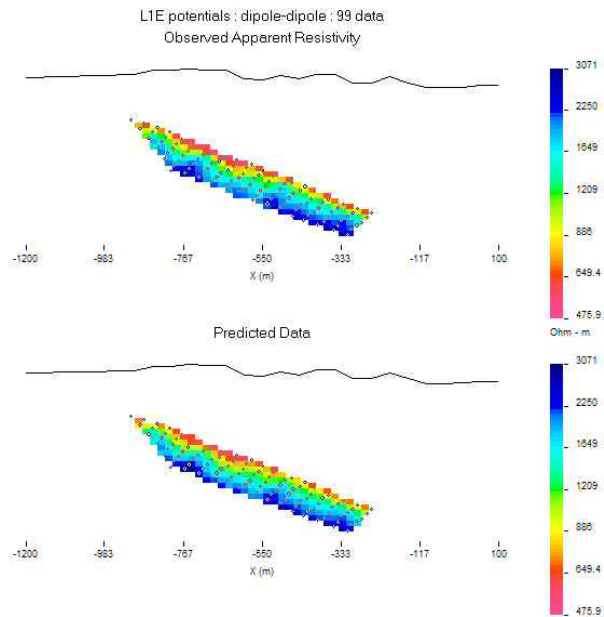 L1E potentials : dipole-dipole : 99 data
Observed Apparent Resistivity
3071
2250
1649
1209
886
649.4
475.9
Ohm - m
-1200 -983 -767 -550 -333 -117 100
X (m)
Predicted Data
3071
2250
1649
1209
886
649.4
475.9
-1200 -983 -767 -550 -333 -117 100
X (m)